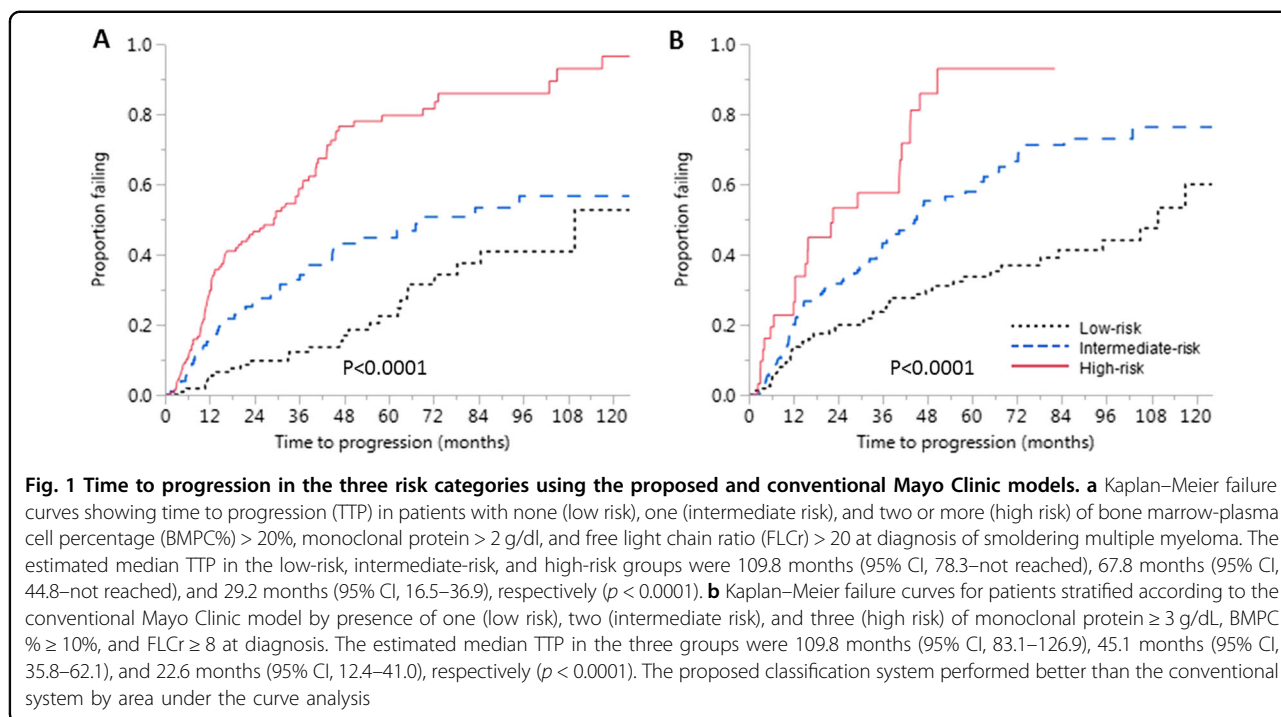 A
B
Proportion failing
1.0
0.8
0.6
0.4
0.2
0.0
P<0.0001
0 12 24 36 48 60 72 84 96 108 120
Time to progression (months)
Proportion failing
1.0
0.8
0.6
0.4
0.2
0.0
Low-risk
Intermediate-risk
High-risk
P<0.0001
0 12 24 36 48 60 72 84 96 108 120
Time to progression (months)
Fig. 1 Time to progression in the three risk categories using the proposed and conventional Mayo Clinic models. a Kaplan–Meier failure
curves showing time to progression (TTP) in patients with none (low risk), one (intermediate risk), and two or more (high risk) of bone marrow-plasma
cell percentage (BMPC%) > 20%, monoclonal protein > 2 g/dl, and free light chain ratio (FLCr) > 20 at diagnosis of smoldering multiple myeloma. The
estimated median TTP in the low-risk, intermediate-risk, and high-risk groups were 109.8 months (95% CI, 78.3–not reached), 67.8 months (95% CI,
44.8–not reached), and 29.2 months (95% CI, 16.5–36.9), respectively (p < 0.0001). b Kaplan–Meier failure curves for patients stratified according to the
conventional Mayo Clinic model by presence of one (low risk), two (intermediate risk), and three (high risk) of monoclonal protein ≥ 3 g/dL, BMPC
% ≥ 10%, and FLCr ≥ 8 at diagnosis. The estimated median TTP in the three groups were 109.8 months (95% CI, 83.1–126.9), 45.1 months (95% CI,
35.8–62.1), and 22.6 months (95% CI, 12.4–41.0), respectively (p < 0.0001). The proposed classification system performed better than the conventional
system by area under the curve analysis